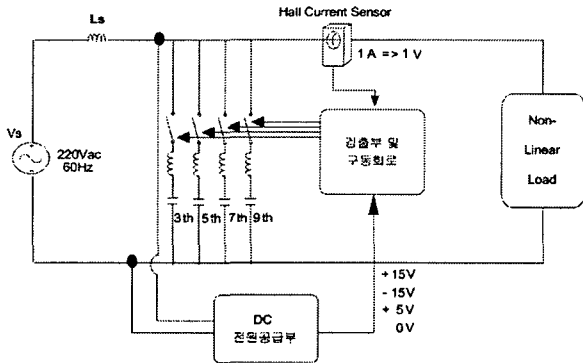 Hall Current Sensor
Ls
1 A => 1 V
Vs
220Vac
60Hz
검출부 및
구동회로
Non-
Linear
Load
3th 5th 7th 9th
+15V
-15V
+ 5V
0V
DC
전원공급부